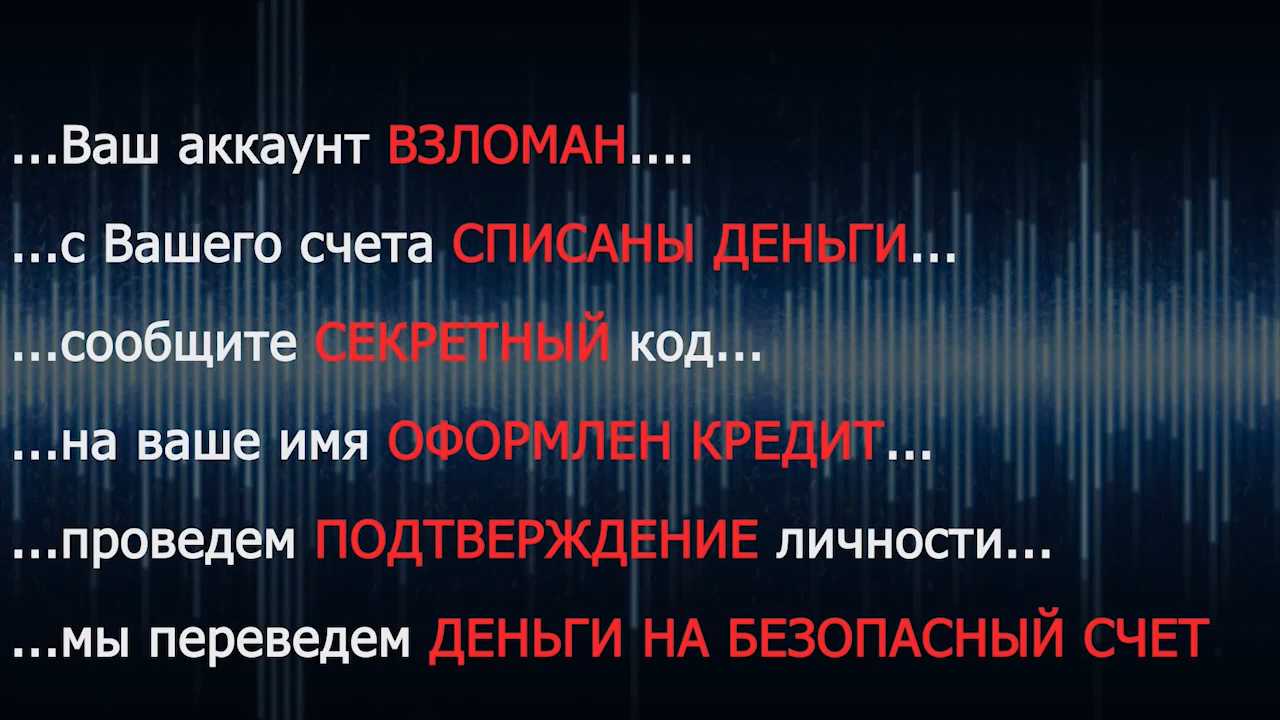 ...Ваш аккаунт ВЗЛОМАН....
...с Вашего счета СПИСАНЫ ДЕНЬГИ...
...сообщите СЕКРЕТНЫЙ код...
...на ваше имя ОФОРМЛЕН КРЕДИТ...
...проведем ПОДТВЕРЖДЕНИЕ личности...
...мы переведем ДЕНЬГИ НА БЕЗОПАСНЫЙ СЧЕТ